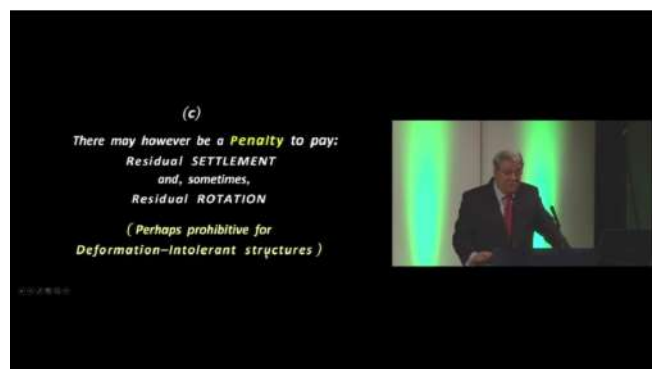 (c)
There may however be a Penalty to pay:
Residual SETTLEMENT
and, sometimes,
Residual ROTATION
( Perhaps prohibitive for
Deformation–Intolerant structures )